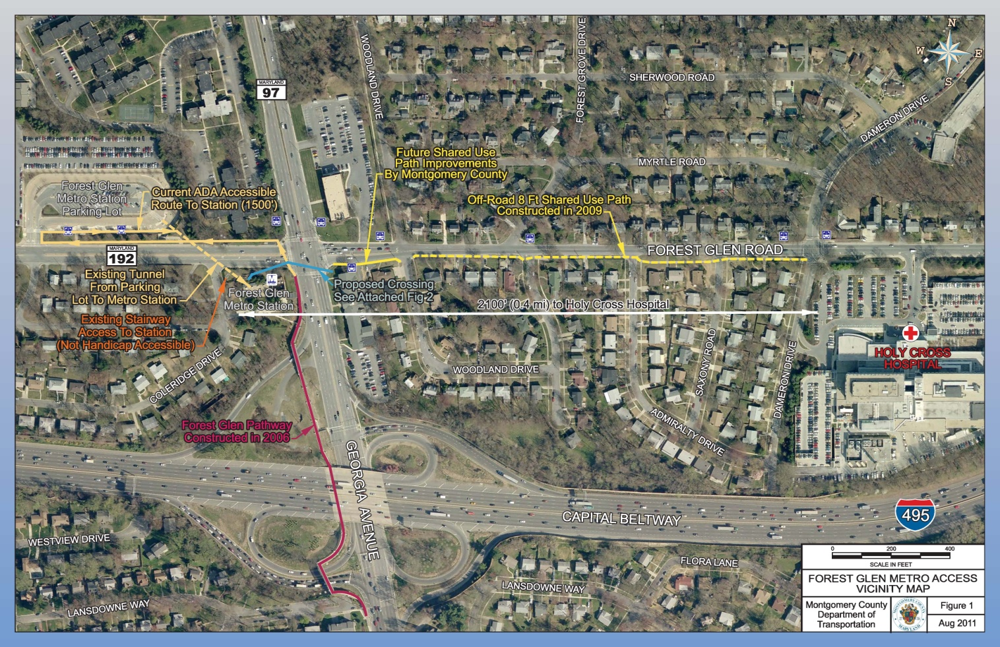 N
W
E
S
MARYLAND
97
WOODLAND DRIVE
FOREST GROVE DRIVE
SHERWOOD ROAD
DAMERON DRIVE
MYRTLE ROAD
Future Shared Use
Path Improvements
By Montgomery County
Forest Glen
Metro Station
Parking Lot
Current ADA Accessible
Route To Station (1500')
Off-Road 8 Ft Shared Use Path
Constructed in 2009
FOREST GLEN ROAD
MARYLAND
192
Existing Tunnel
From Parking
Lot To Metro Station
M
Forest Glen
Metro Station
Proposed Crossing
See Attached Fig 2
2100' (0.4 mi) to Holy Cross Hospital
Existing Stairway
Access To Station
(Not Handicap Accessible)
HOLY CROSS
HOSPITAL
COLERIDGE DRIVE
WOODLAND DRIVE
SAXONY ROAD
DAMERON DRIVE
ADMIRALTY DRIVE
Forest Glen Pathway
Constructed in 2006
GEORGIA AVENUE
CAPITAL BELTWAY
495
WESTVIEW DRIVE
LANSDOWNE WAY
LANSDOWNE WAY
FLORA LANE
0 200 400
SCALE IN FEET
FOREST GLEN METRO ACCESS
VICINITY MAP
Montgomery County
Department of
Transportation
MONTGOMERY COUNTY
MARYLAND
Figure 1
Aug 2011